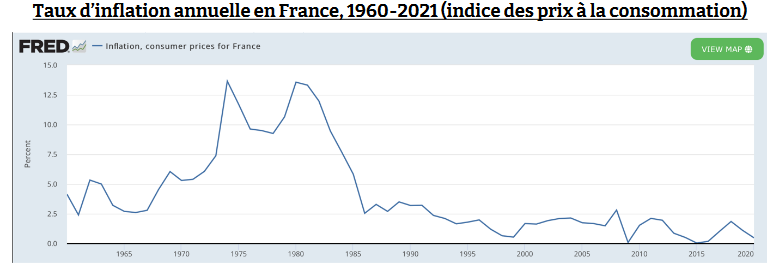 Taux d'inflation annuelle en France, 1960-2021 (indice des prix à la consommation)
FRED — Inflation, consumer prices for France
VIEW MAP
15.0
12.5
10.0
7.5
5.0
2.5
0.0
Percent
1965 1970 1975 1980 1985 1990 1995 2000 2005 2010 2015 2020